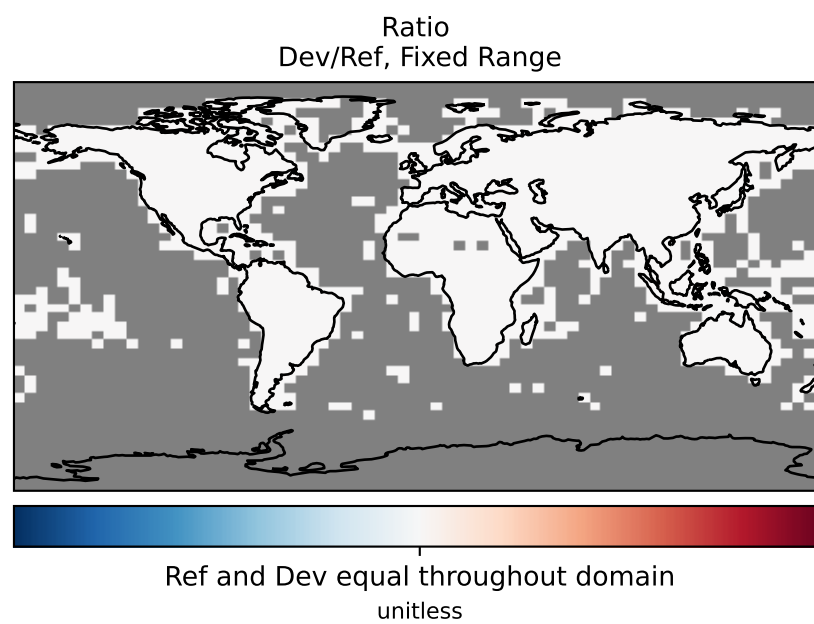 Ratio
Dev/Ref, Fixed Range
Ref and Dev equal throughout domain
unitless